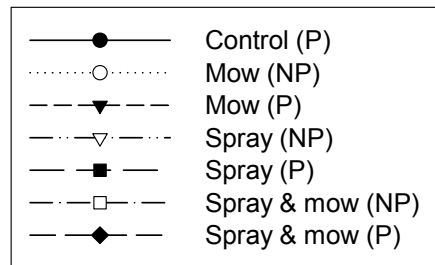 Control (P)
Mow (NP)
Mow (P)
Spray (NP)
Spray (P)
Spray & mow (NP)
Spray & mow (P)